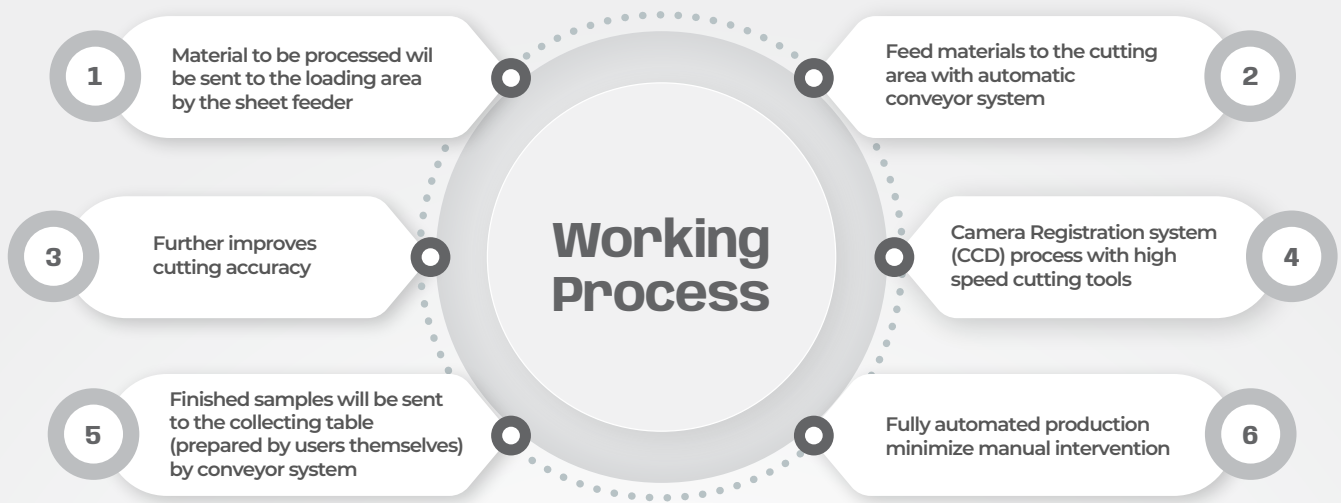 Working
Process
1
Material to be processed wil
be sent to the loading area
by the sheet feeder
2
Feed materials to the cutting
area with automatic
conveyor system
3
Further improves
cutting accuracy
4
Camera Registration system
(CCD) process with high
speed cutting tools
5
Finished samples will be sent
to the collecting table
(prepared by users themselves)
by conveyor system
6
Fully automated production
minimize manual intervention